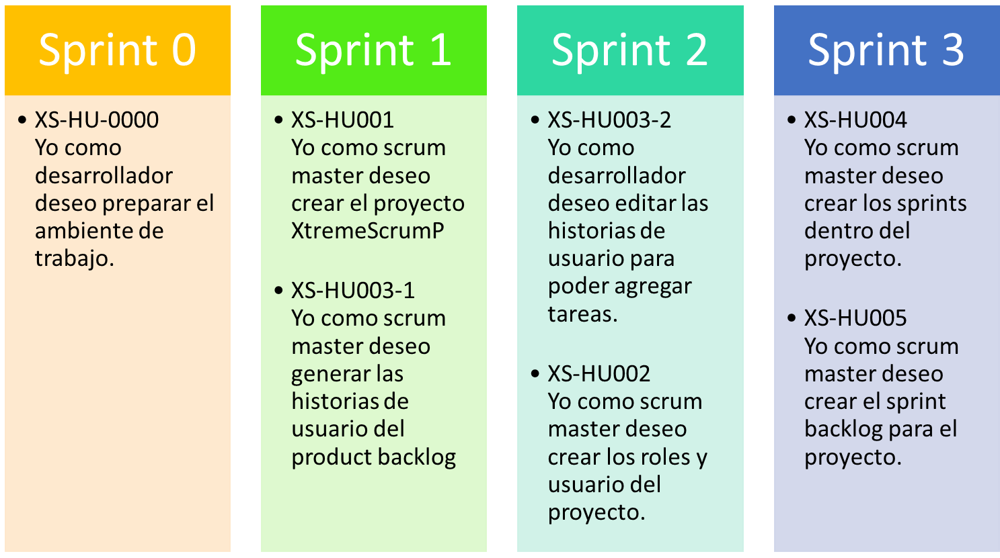 Sprint 0
• XS-HU-0000
Yo como
desarrollador
deseo preparar el
ambiente de
trabajo.
Sprint 1
• XS-HU001
Yo como scrum
master deseo
crear el proyecto
XtremeScrumP
• XS-HU003-1
Yo como scrum
master deseo
generar las
historias de
usuario del
product backlog
Sprint 2
• XS-HU003-2
Yo como
desarrollador
deseo editar las
historias de
usuario para
poder agregar
tareas.
• XS-HU002
Yo como scrum
master deseo
crear los roles y
usuario del
proyecto.
Sprint 3
• XS-HU004
Yo como scrum
master deseo
crear los sprints
dentro del
proyecto.
• XS-HU005
Yo como scrum
master deseo
crear el sprint
backlog para el
proyecto.